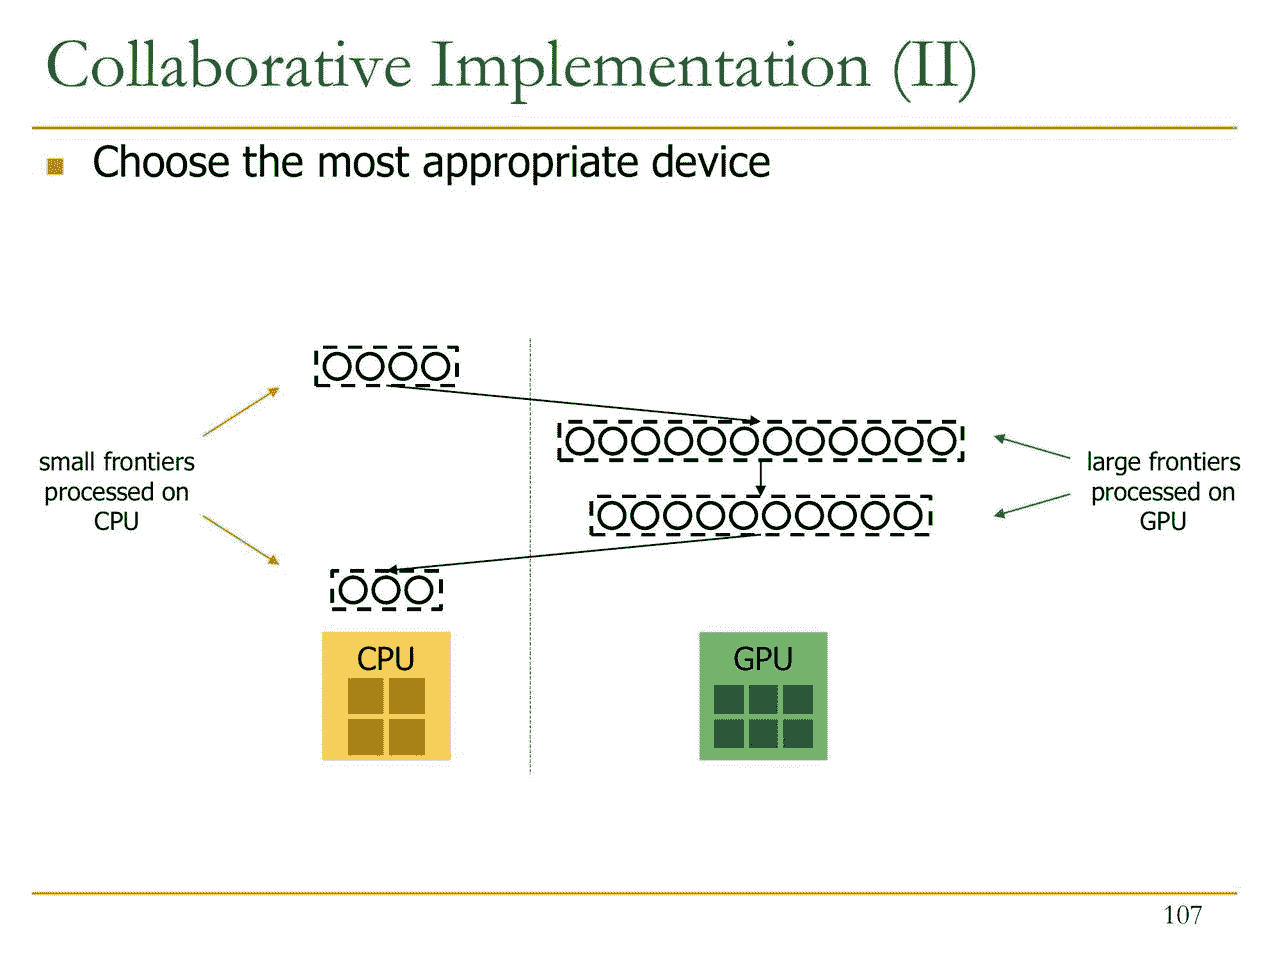 Collaborative Implementation (II)
Choose the most appropriate device
small frontiers
processed on
CPU
large frontiers
processed on
GPU
CPU
GPU
107